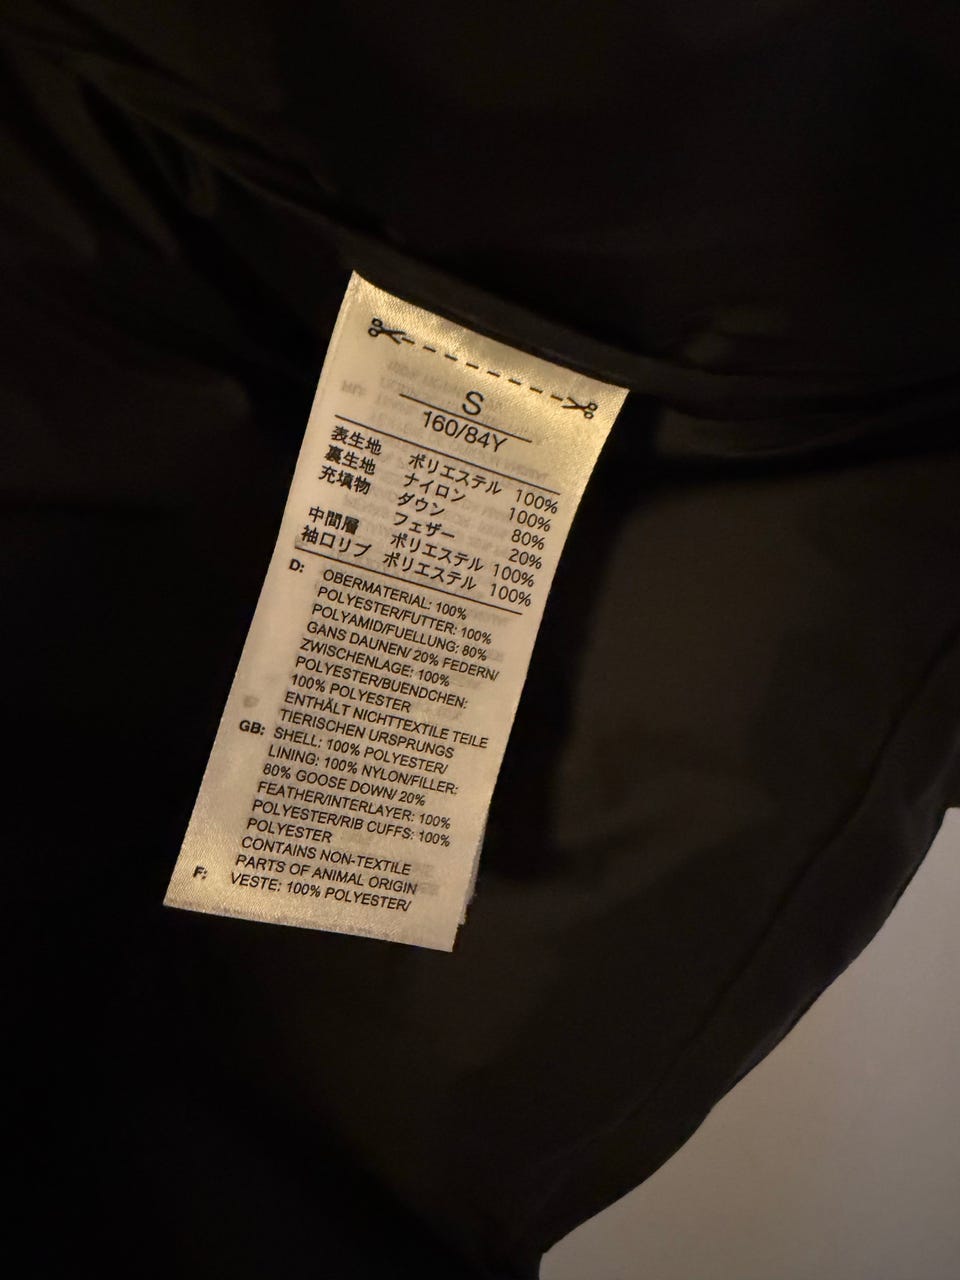 S
160/84Y
表生地 ポリエステル 100%
裏生地 ナイロン 100%
充填物 ダウン 80%
フェザー 20%
中間層 ポリエステル 100%
袖口リブ ポリエステル 100%
D: OBERMATERIAL: 100%
POLYESTER/FUTTER: 100%
POLYAMID/FUELLUNG: 80%
GANS DAUNEN/ 20% FEDERN/
ZWISCHENLAGE: 100%
POLYESTER/BUENDCHEN:
100% POLYESTER
ENTHÄLT NICHTTEXTILE TEILE
TIERISCHEN URSPRUNGS
GB: SHELL: 100% POLYESTER/
LINING: 100% NYLON/FILLER:
80% GOOSE DOWN/ 20%
FEATHER/INTERLAYER: 100%
POLYESTER/RIB CUFFS: 100%
POLYESTER
CONTAINS NON-TEXTILE
PARTS OF ANIMAL ORIGIN
F: VESTE: 100% POLYESTER/